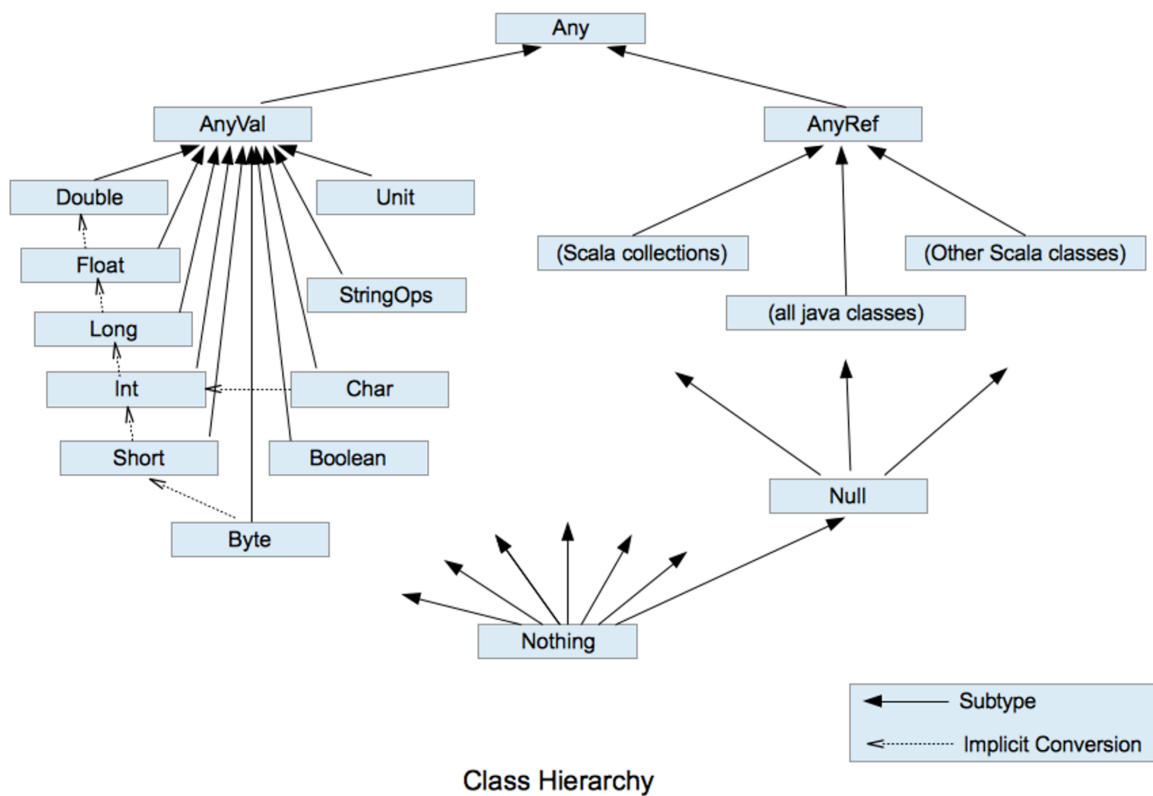 Any
AnyVal
AnyRef
Double
Unit
Float
(Scala collections)
(Other Scala classes)
StringOps
Long
(all java classes)
Int
Char
Short
Boolean
Null
Byte
Nothing
Subtype
Implicit Conversion
Class Hierarchy